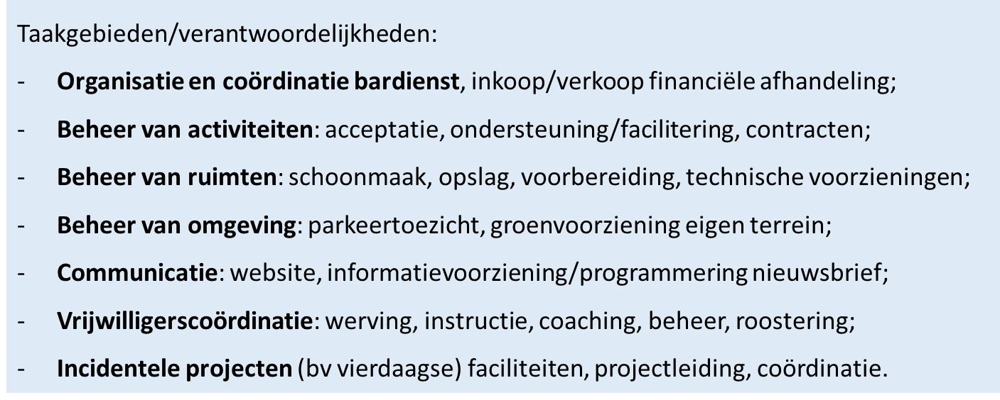 Taakgebieden/verantwoordelijkheden:
- Organisatie en coördinatie bardienst, inkoop/verkoop financiële afhandeling;
- Beheer van activiteiten: acceptatie, ondersteuning/facilitering, contracten;
- Beheer van ruimten: schoonmaak, opslag, voorbereiding, technische voorzieningen;
- Beheer van omgeving: parkeertoezicht, groenvoorziening eigen terrein;
- Communicatie: website, informatievoorziening/programmering nieuwsbrief;
- Vrijwilligerscoördinatie: werving, instructie, coaching, beheer, roostering;
- Incidentele projecten (bv vierdaagse) faciliteiten, projectleiding, coördinatie.